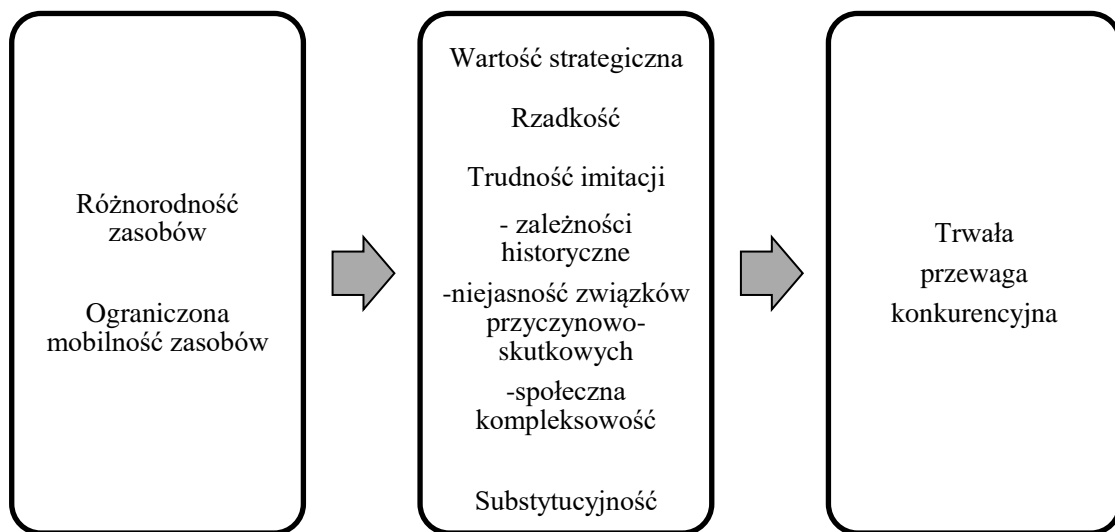 Różnorodność
zasobów
Ograniczona
mobilność zasobów
Wartość strategiczna
Rzadkość
Trudność imitacji
- zależności
historyczne
-niejasność związków
przyczynowo-
skutkowych
-społeczna
kompleksowość
Substytucyjność
Trwała
przewaga
konkurencyjna